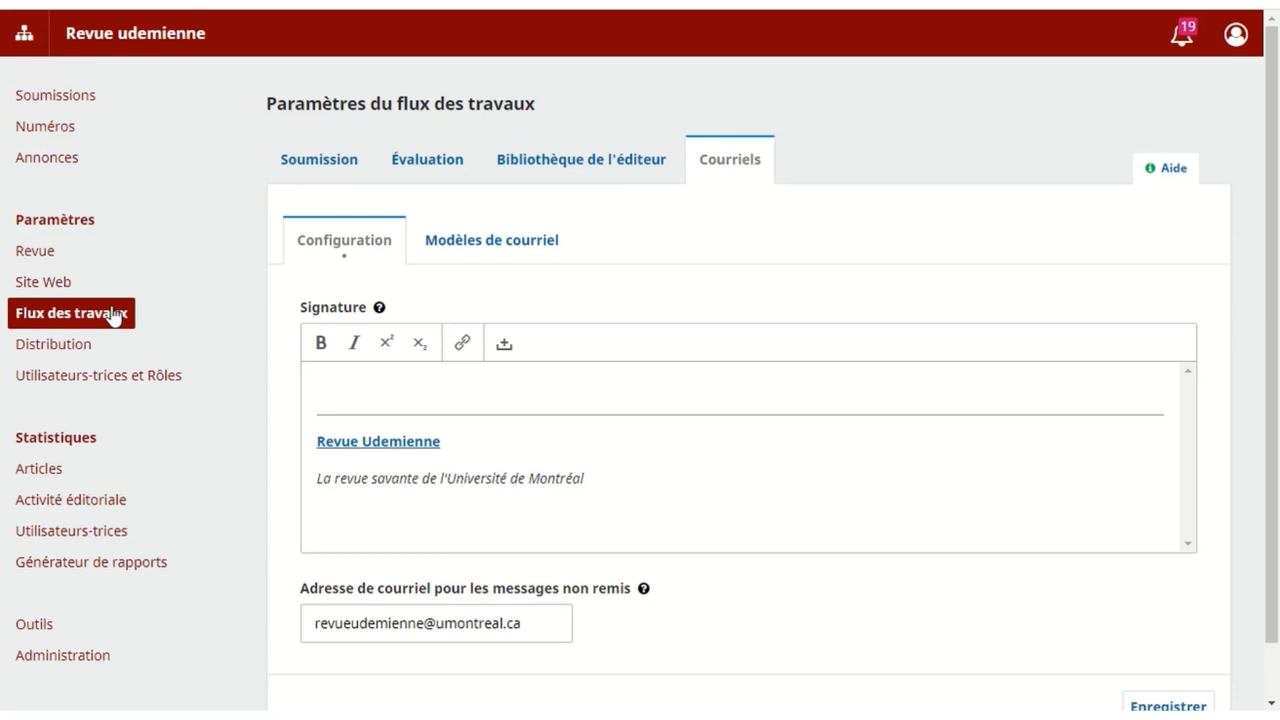 Revue udemienne
19
Soumissions
Numéros
Annonces
Paramètres
Revue
Site Web
Flux des travaux
Distribution
Utilisateurs-trices et Rôles
Statistiques
Articles
Activité éditoriale
Utilisateurs-trices
Générateur de rapports
Outils
Administration
Paramètres du flux des travaux
Soumission Évaluation Bibliothèque de l'éditeur Courriels
Aide
Configuration Modèles de courriel
Signature
B I x² x₂
Revue Udemienne
La revue savante de l'Université de Montréal
Adresse de courriel pour les messages non remis
revueudemienne@umontreal.ca
Enregistrer